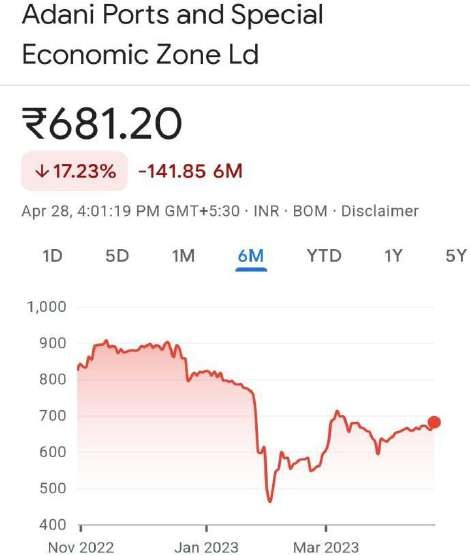 Adani Ports and Special
Economic Zone Ld
₹681.20
↓17.23% -141.85 6M
Apr 28, 4:01:19 PM GMT+5:30 · INR · BOM · Disclaimer
1D 5D 1M 6M YTD 1Y 5Y
1,000
900
800
700
600
500
400
Nov 2022 Jan 2023 Mar 2023